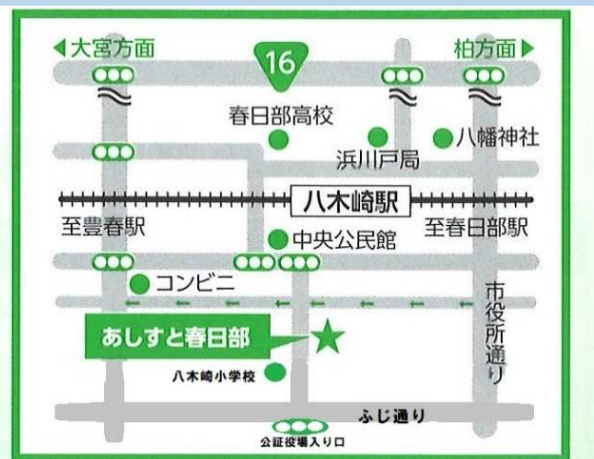 大宮方面
16
柏方面
春日部高校
浜川戸局
八幡神社
八木崎駅
至豊春駅
中央公民館
至春日部駅
コンビニ
市役所通り
あしすと春日部
八木崎小学校
ふじ通り
公証役場入り口